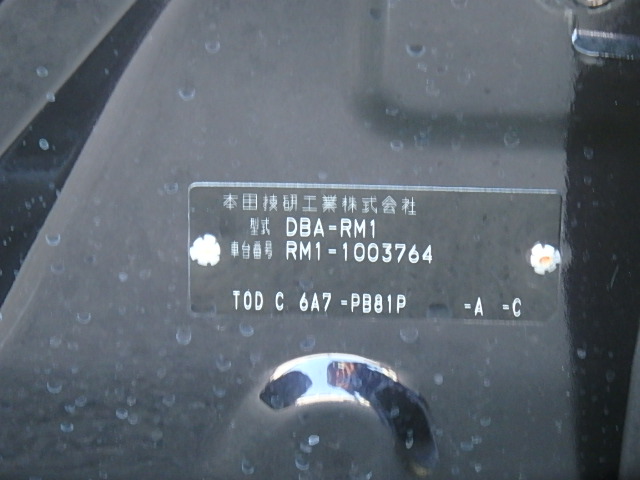 本田技研工業株式会社
型式 DBA-RM1
車台番号 RM1-1003764
T0D C 6A7-PB81P -A -C